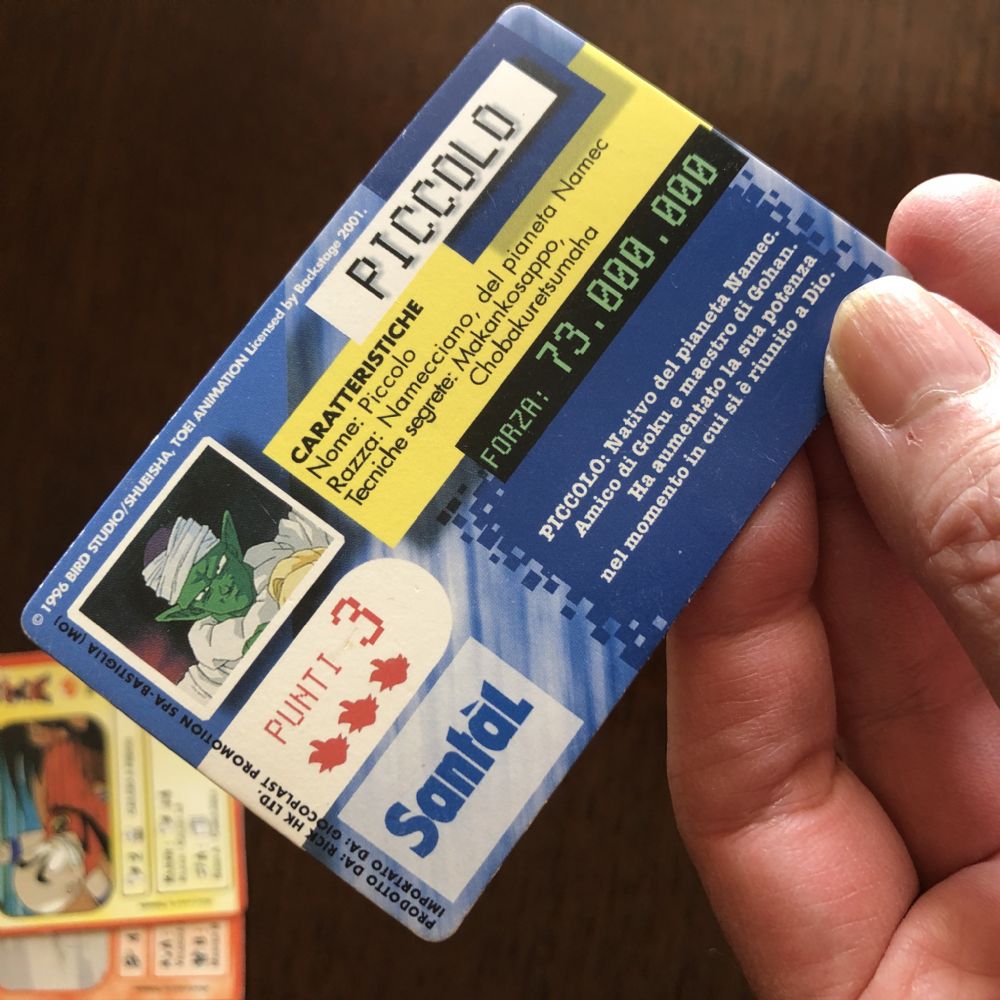 PICCOLO
CARATTERISTICHE
Nome: Piccolo
Razza: Namecciano, del pianeta Namec
Tecniche segrete: Makankosappo,
Chobakuretsumaha
FORZA: 73.000.000
PICCOLO: Nativo del pianeta Namec.
Amico di Goku e maestro di Gohan.
Ha aumentato la sua potenza
nel momento in cui si è riunito a Dio.
PUNTI 3
Santàl
© 1996 BIRD STUDIO/SHUEISHA, TOEI ANIMATION Licensed by Backstage 2001.
PRODOTTO DA: RICK HK LTD.
IMPORTATO DA: GIOCOPLAST PROMOTION SPA-BASTIGLIA (MO)